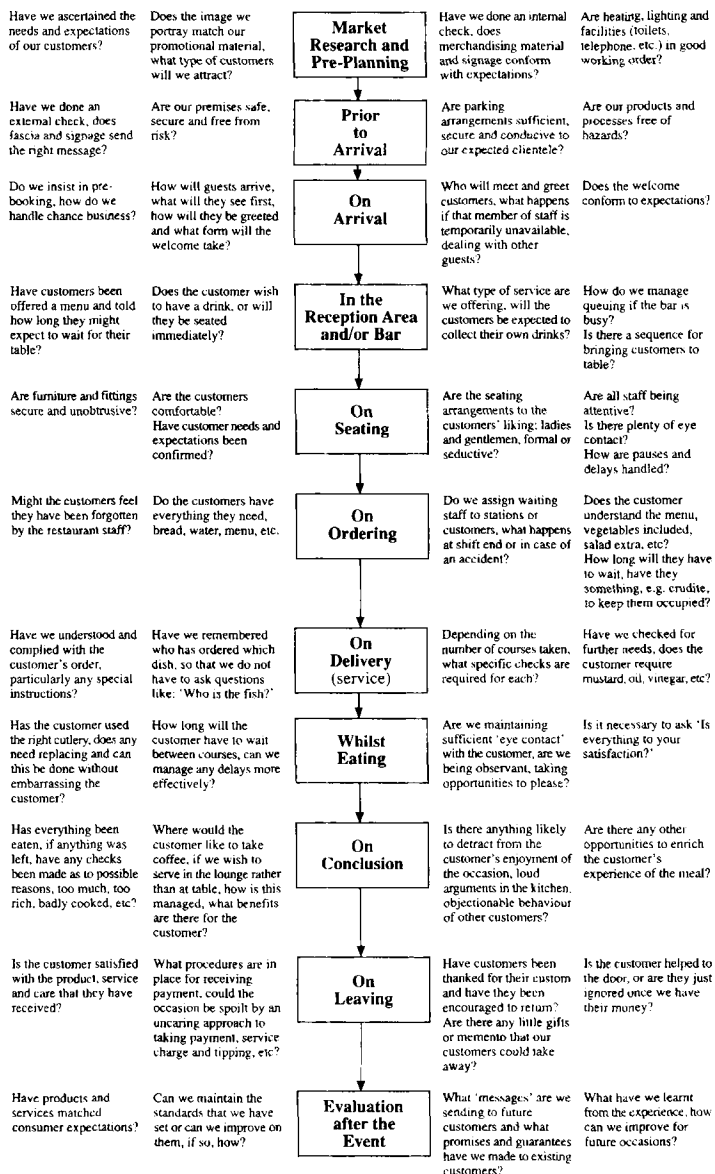 Have we ascertained the
needs and expectations
of our customers?
Does the image we
portray match our
promotional material,
what type of customers
will we attract?
Market
Research and
Pre-Planning
Have we done an internal
check, does
merchandising material
and signage conform
with expectations?
Are heating, lighting and
facilities (toilets,
telephone, etc.) in good
working order?
Have we done an
external check, does
fascia and signage send
the right message?
Are our premises safe,
secure and free from
risk?
Prior
to
Arrival
Are parking
arrangements sufficient,
secure and conducive to
our expected clientele?
Are our products and
processes free of
hazards?
Do we insist in pre-
booking, how do we
handle chance business?
How will guests arrive,
what will they see first,
how will they be greeted
and what form will the
welcome take?
On
Arrival
Who will meet and greet
customers, what happens
if that member of staff is
temporarily unavailable,
dealing with other
guests?
Does the welcome
conform to expectations?
Have customers been
offered a menu and told
how long they might
expect to wait for their
table?
Does the customer wish
to have a drink, or will
they be seated
immediately?
In the
Reception Area
and/or Bar
What type of service are
we offering, will the
customers be expected to
collect their own drinks?
How do we manage
queuing if the bar is
busy?
Is there a sequence for
bringing customers to
table?
Are furniture and fittings
secure and unobtrusive?
Are the customers
comfortable?
Have customer needs and
expectations been
confirmed?
On
Seating
Are the seating
arrangements to the
customers' liking; ladies
and gentlemen, formal or
seductive?
Are all staff being
attentive?
Is there plenty of eye
contact?
How are pauses and
delays handled?
Might the customers feel
they have been forgotten
by the restaurant staff?
Do the customers have
everything they need,
bread, water, menu, etc.
On
Ordering
Do we assign waiting
staff to stations or
customers, what happens
at shift end or in case of
an accident?
Does the customer
understand the menu,
vegetables included,
salad extra, etc?
How long will they have
to wait, have they
something, e.g. crudite,
to keep them occupied?
Have we understood and
complied with the
customer's order,
particularly any special
instructions?
Have we remembered
who has ordered which
dish, so that we do not
have to ask questions
like: 'Who is the fish?'
On
Delivery
(service)
Depending on the
number of courses taken,
what specific checks are
required for each?
Have we checked for
further needs, does the
customer require
mustard, oil, vinegar, etc?
Has the customer used
the right cutlery, does any
need replacing and can
this be done without
embarrassing the
customer?
How long will the
customer have to wait
between courses, can we
manage any delays more
effectively?
Whilst
Eating
Are we maintaining
sufficient 'eye contact'
with the customer, are we
being observant, taking
opportunities to please?
Is it necessary to ask 'Is
everything to your
satisfaction?'
Has everything been
eaten, if anything was
left, have any checks
been made as to possible
reasons, too much, too
rich, badly cooked, etc?
Where would the
customer like to take
coffee, if we wish to
serve in the lounge rather
than at table, how is this
managed, what benefits
are there for the
customer?
On
Conclusion
Is there anything likely
to detract from the
customer's enjoyment of
the occasion, loud
arguments in the kitchen,
objectionable behaviour
of other customers?
Are there any other
opportunities to enrich
the customer's
experience of the meal?
Is the customer satisfied
with the product, service
and care that they have
received?
What procedures are in
place for receiving
payment, could the
occasion be spoilt by an
uncaring approach to
taking payment, service
charge and tipping, etc?
On
Leaving
Have customers been
thanked for their custom
and have they been
encouraged to return?
Are there any little gifts
or memento that our
customers could take
away?
Is the customer helped to
the door, or are they just
ignored once we have
their money?
Have products and
services matched
consumer expectations?
Can we maintain the
standards that we have
set or can we improve on
them, if so, how?
Evaluation
after the
Event
What 'messages' are we
sending to future
customers and what
promises and guarantees
have we made to existing
customers?
What have we learnt
from the experience, how
can we improve for
future occasions?